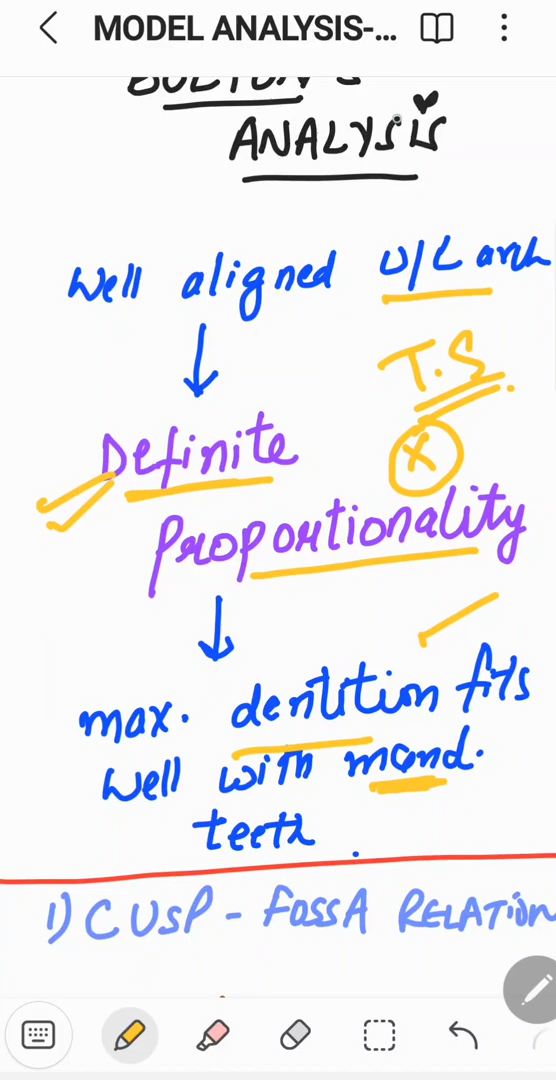 MODEL ANALYSIS-...
BOLTON'S
ANALYSIS
Well aligned U/L arch
T.S
Definite
X
Proportionality
max. dentition fits
well with mand.
teeth.
1) CUSP - FOSSA RELATION